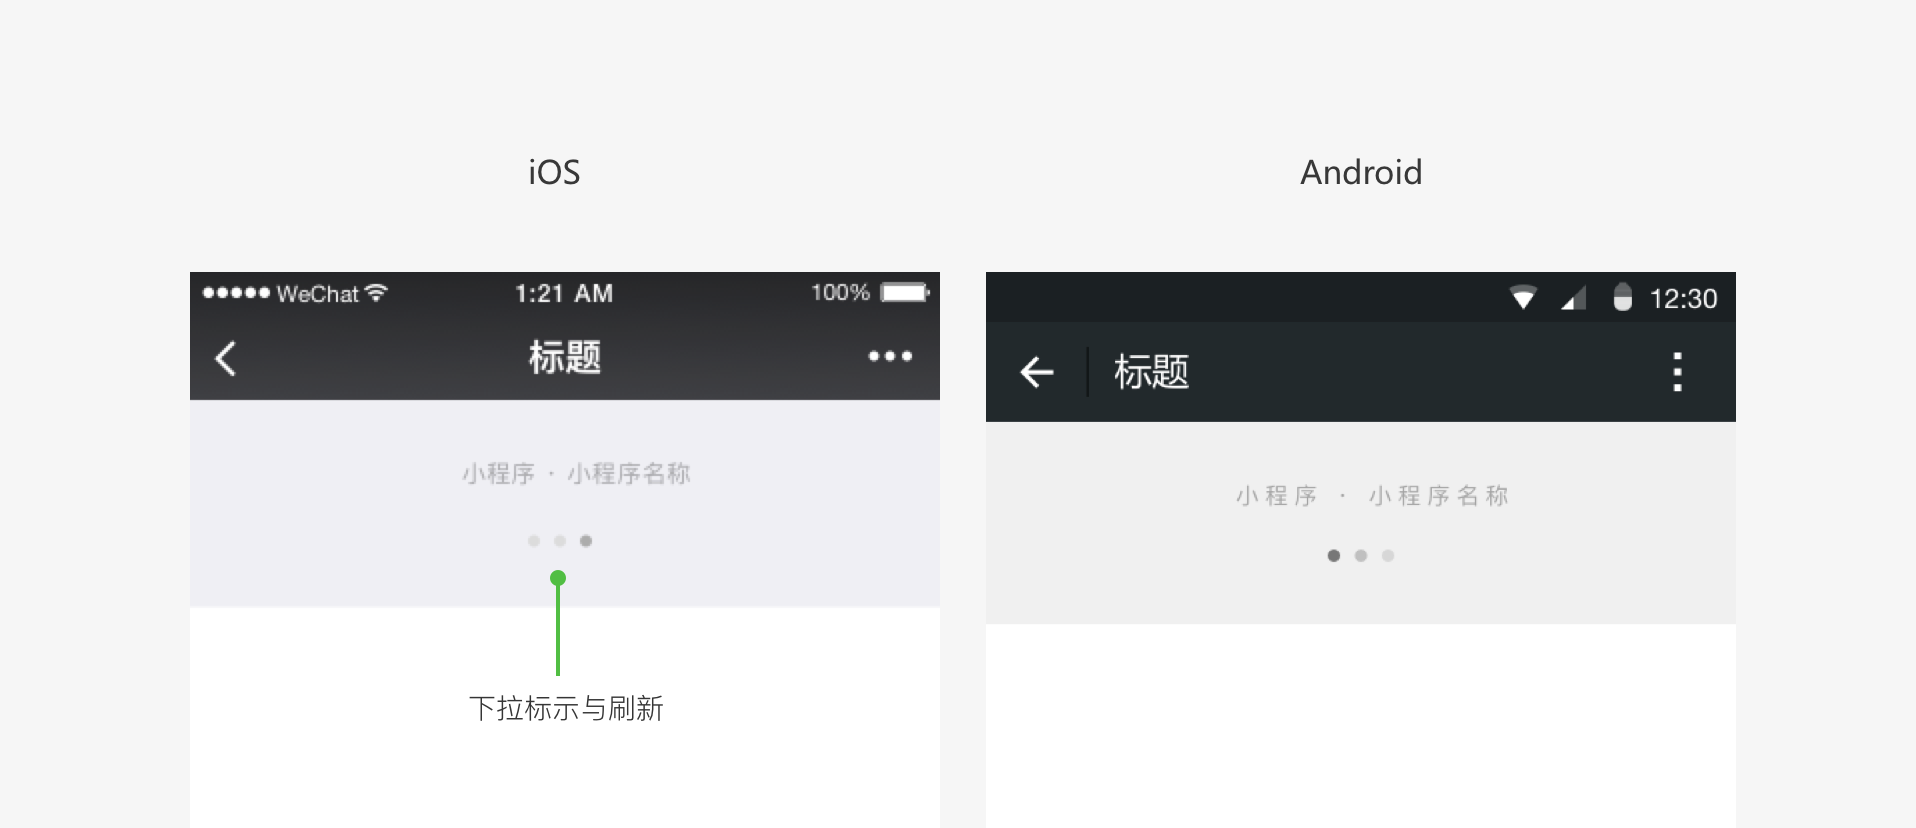 iOS
Android
WeChat 1:21 AM 100%
标题
小程序 · 小程序名称
下拉标示与刷新
12:30
标题
小程序 · 小程序名称